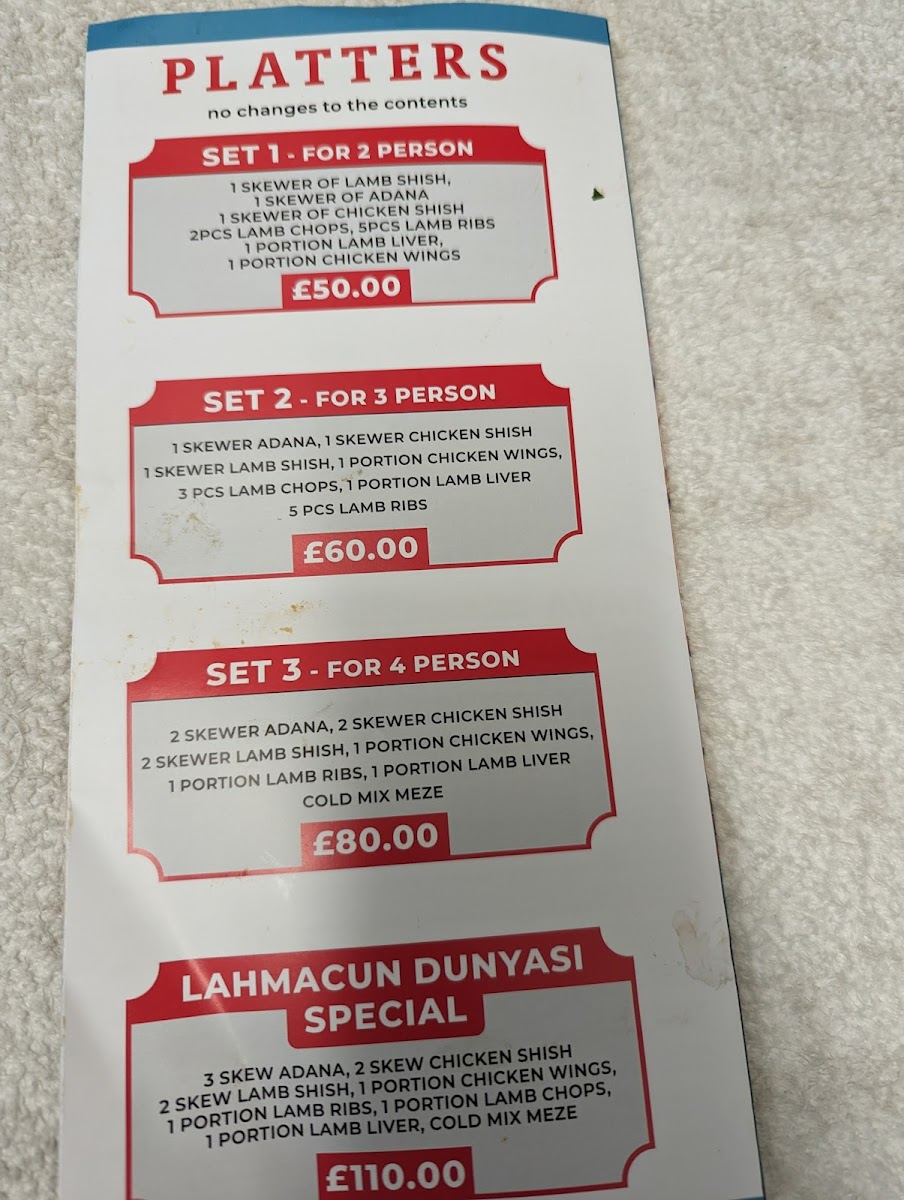 PLATTERS
no changes to the contents
SET 1 - FOR 2 PERSON
1 SKEWER OF LAMB SHISH,
1 SKEWER OF ADANA
1 SKEWER OF CHICKEN SHISH
2PCS LAMB CHOPS, 5PCS LAMB RIBS
1 PORTION LAMB LIVER,
1 PORTION CHICKEN WINGS
£50.00
SET 2 - FOR 3 PERSON
1 SKEWER ADANA, 1 SKEWER CHICKEN SHISH
1 SKEWER LAMB SHISH, 1 PORTION CHICKEN WINGS,
3 PCS LAMB CHOPS, 1 PORTION LAMB LIVER
5 PCS LAMB RIBS
£60.00
SET 3 - FOR 4 PERSON
2 SKEWER ADANA, 2 SKEWER CHICKEN SHISH
2 SKEWER LAMB SHISH, 1 PORTION CHICKEN WINGS,
1 PORTION LAMB RIBS, 1 PORTION LAMB LIVER
COLD MIX MEZE
£80.00
LAHMACUN DUNYASI
SPECIAL
3 SKEW ADANA, 2 SKEW CHICKEN SHISH
2 SKEW LAMB SHISH, 1 PORTION CHICKEN WINGS,
1 PORTION LAMB RIBS, 1 PORTION LAMB CHOPS,
1 PORTION LAMB LIVER, COLD MIX MEZE
£110.00